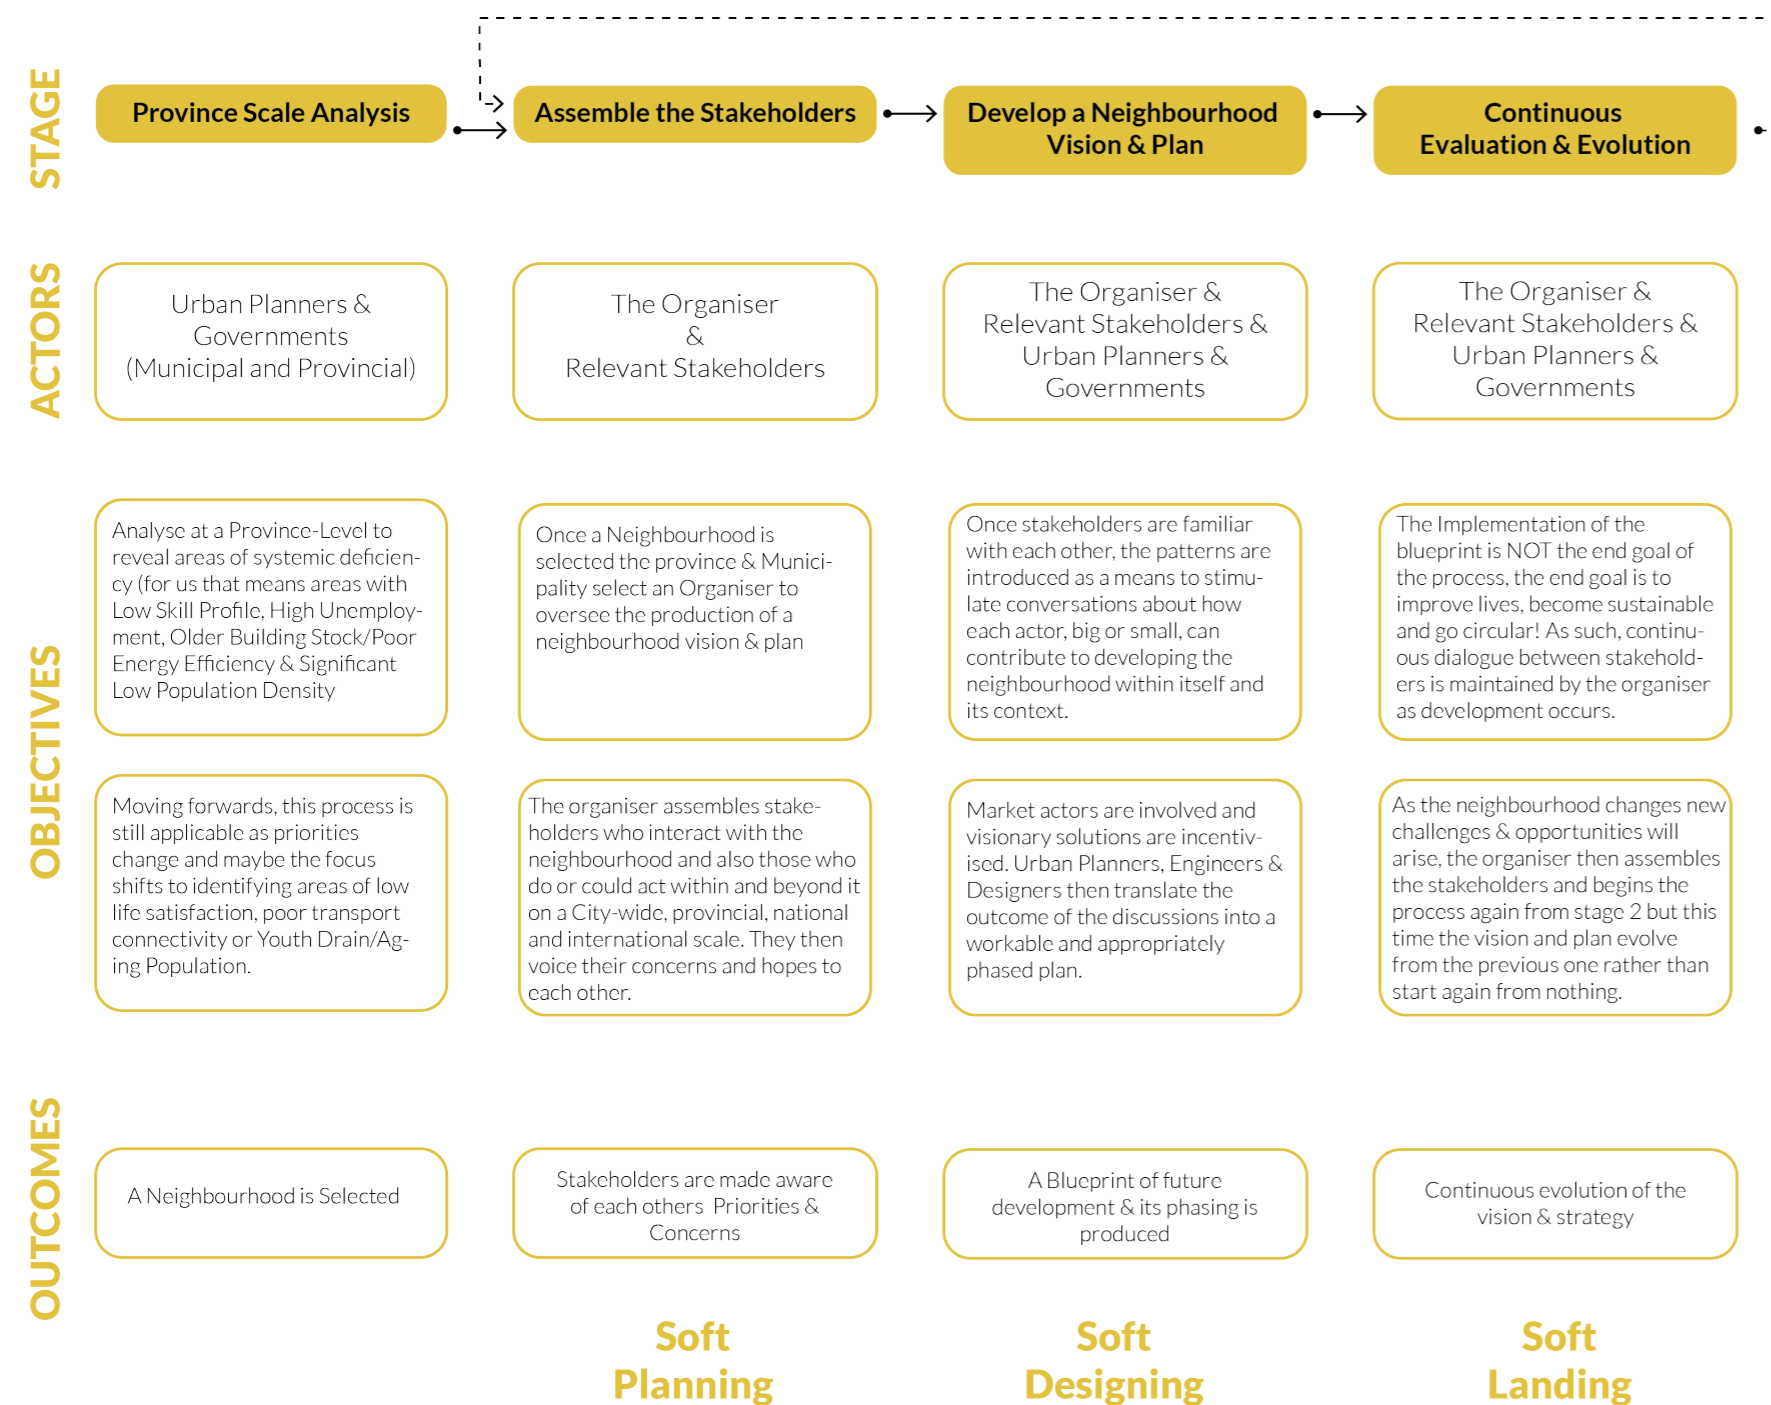 STAGE
Province Scale Analysis
Assemble the Stakeholders
Develop a Neighbourhood
Vision & Plan
Continuous
Evaluation & Evolution
ACTORS
Urban Planners &
Governments
(Municipal and Provincial)
The Organiser
&
Relevant Stakeholders
The Organiser &
Relevant Stakeholders &
Urban Planners &
Governments
The Organiser &
Relevant Stakeholders &
Urban Planners &
Governments
OBJECTIVES
Analyse at a Province-Level to
reveal areas of systemic deficien-
cy (for us that means areas with
Low Skill Profile, High Unemploy-
ment, Older Building Stock/Poor
Energy Efficiency & Significant
Low Population Density
Once a Neighbourhood is
selected the province & Munici-
pality select an Organiser to
oversee the production of a
neighbourhood vision & plan
Once stakeholders are familiar
with each other, the patterns are
introduced as a means to stimu-
late conversations about how
each actor, big or small, can
contribute to developing the
neighbourhood within itself and
its context.
The Implementation of the
blueprint is NOT the end goal of
the process, the end goal is to
improve lives, become sustainable
and go circular! As such, continu-
ous dialogue between stakehold-
ers is maintained by the organiser
as development occurs.
Moving forwards, this process is
still applicable as priorities
change and maybe the focus
shifts to identifying areas of low
life satisfaction, poor transport
connectivity or Youth Drain/Ag-
ing Population.
The organiser assembles stake-
holders who interact with the
neighbourhood and also those who
do or could act within and beyond it
on a City-wide, provincial, national
and international scale. They then
voice their concerns and hopes to
each other.
Market actors are involved and
visionary solutions are incentiv-
ised. Urban Planners, Engineers &
Designers then translate the
outcome of the discussions into a
workable and appropriately
phased plan.
As the neighbourhood changes new
challenges & opportunities will
arise, the organiser then assembles
the stakeholders and begins the
process again from stage 2 but this
time the vision and plan evolve
from the previous one rather than
start again from nothing.
OUTCOMES
A Neighbourhood is Selected
Stakeholders are made aware
of each others Priorities &
Concerns
A Blueprint of future
development & its phasing is
produced
Continuous evolution of the
vision & strategy
Soft
Planning
Soft
Designing
Soft
Landing